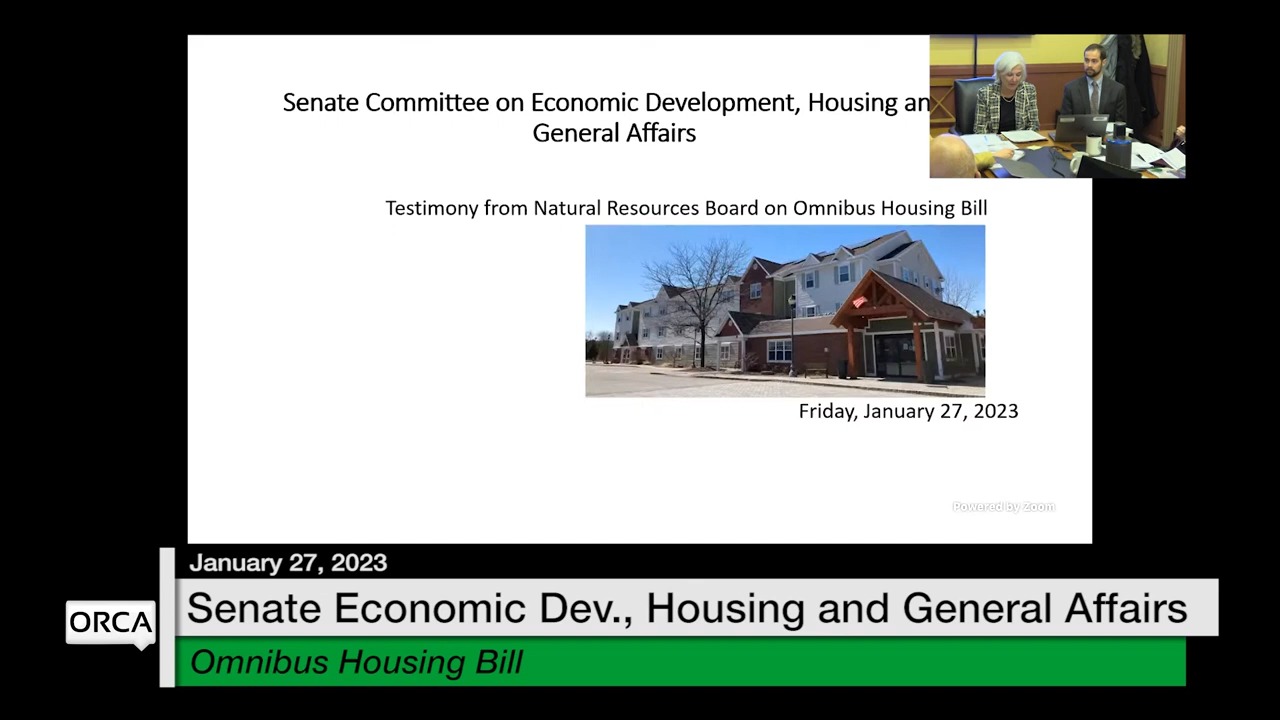 Senate Committee on Economic Development, Housing an
General Affairs
Testimony from Natural Resources Board on Omnibus Housing Bill
Friday, January 27, 2023
Powered by Zoom
January 27, 2023
ORCA
Senate Economic Dev., Housing and General Affairs
Omnibus Housing Bill